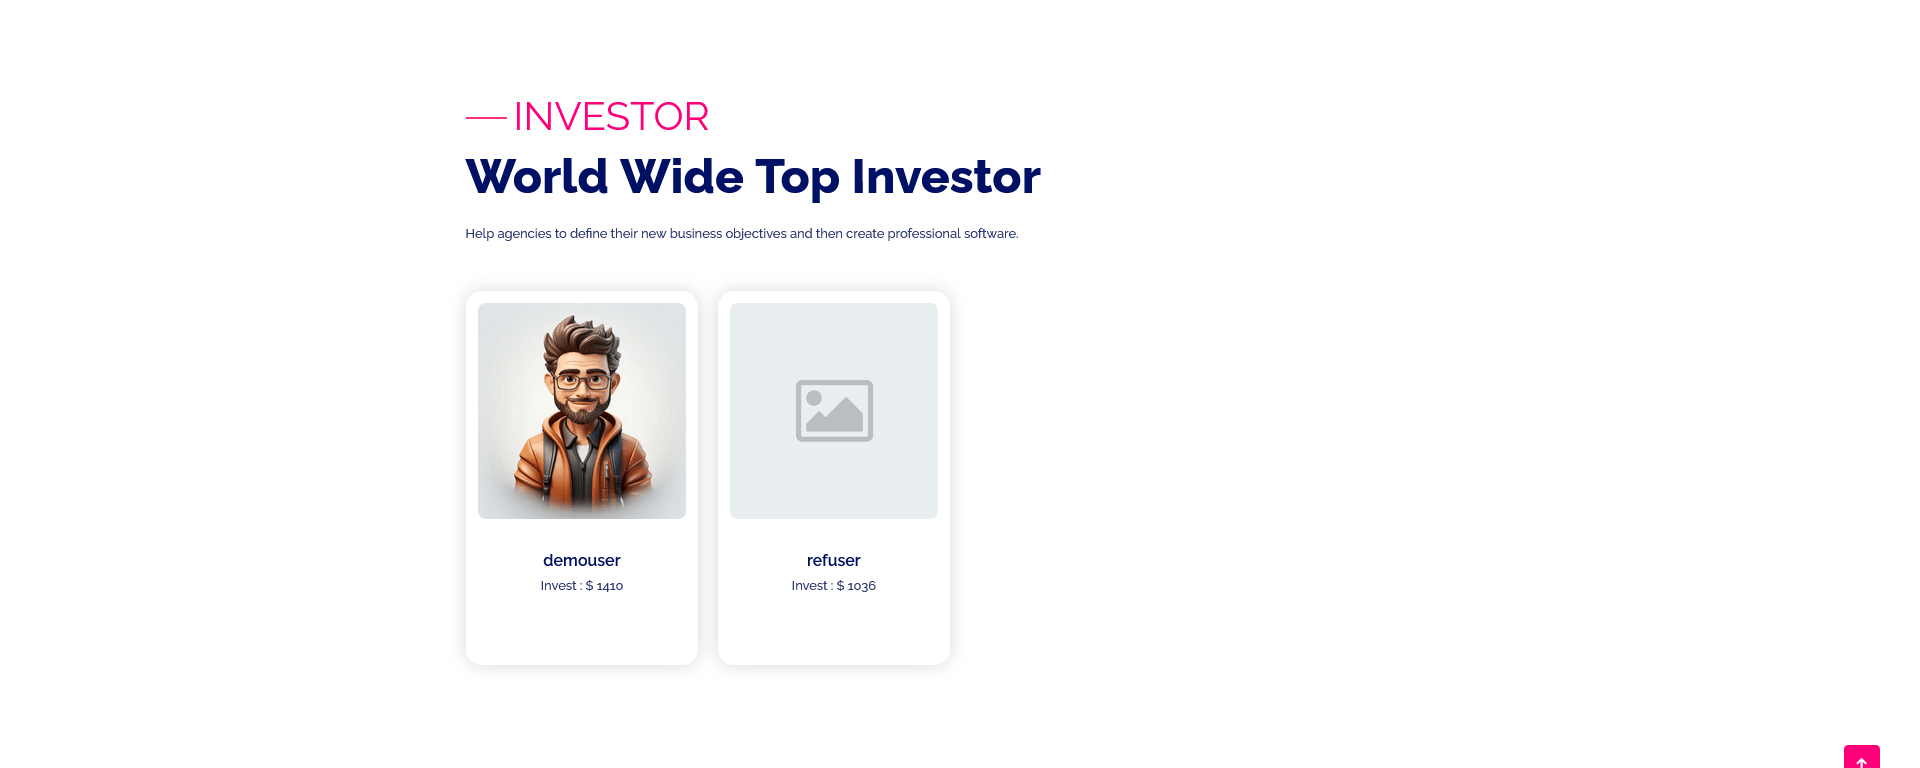 INVESTOR
World Wide Top Investor
Help agencies to define their new business objectives and then create professional software.
demouser
Invest : $ 1410
refuser
Invest : $ 1036